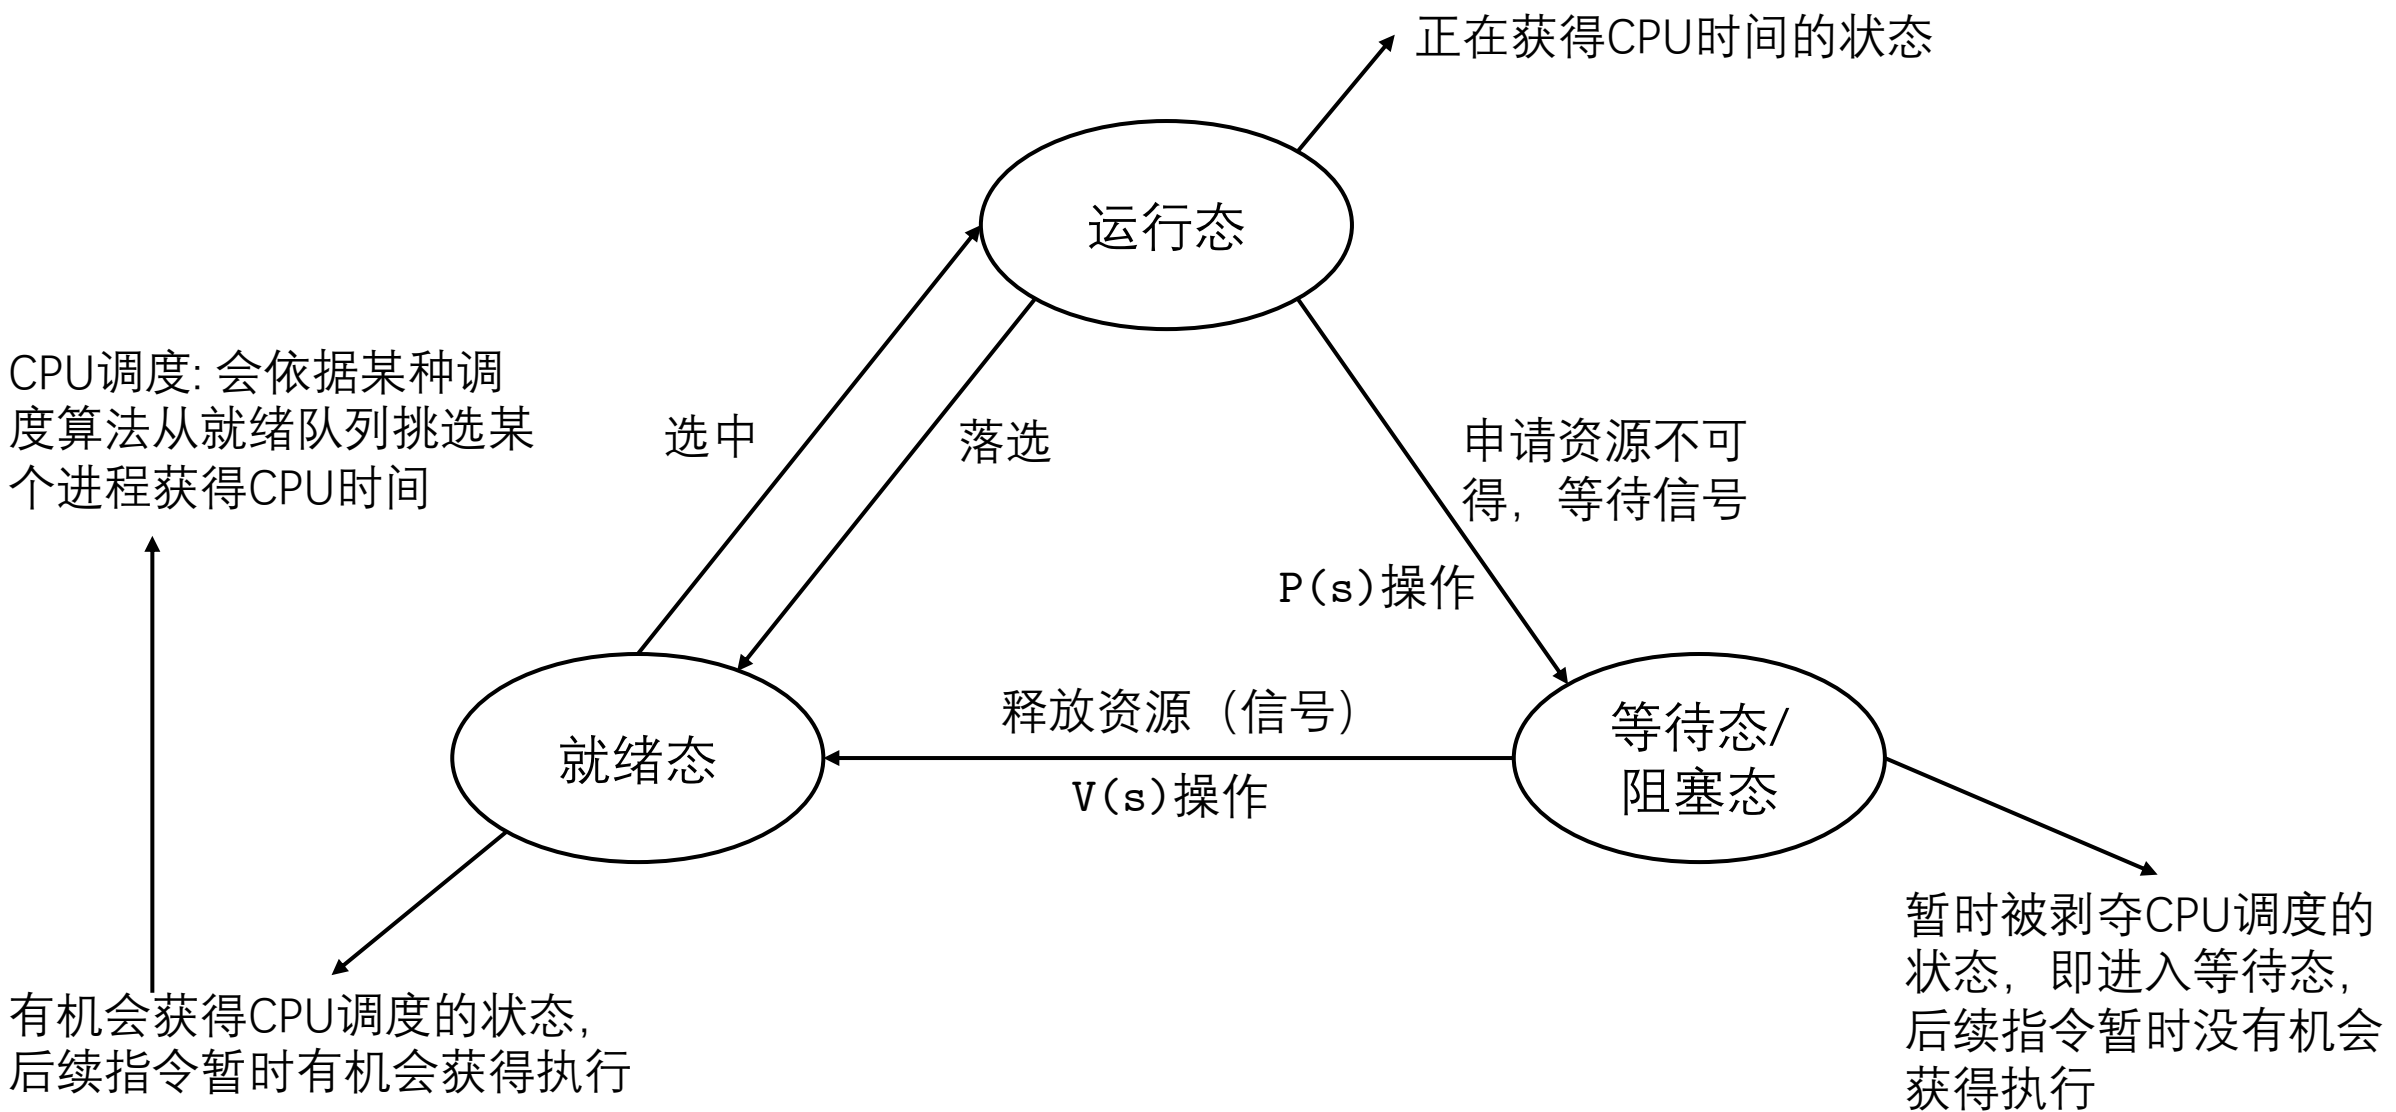 正在获得CPU时间的状态
运行态
CPU调度: 会依据某种调
度算法从就绪队列挑选某
个进程获得CPU时间
选中
落选
申请资源不可
得，等待信号
P(s)操作
释放资源（信号）
V(s)操作
就绪态
等待态/
阻塞态
有机会获得CPU调度的状态，
后续指令暂时有机会获得执行
暂时被剥夺CPU调度的
状态，即进入等待态，
后续指令暂时没有机会
获得执行